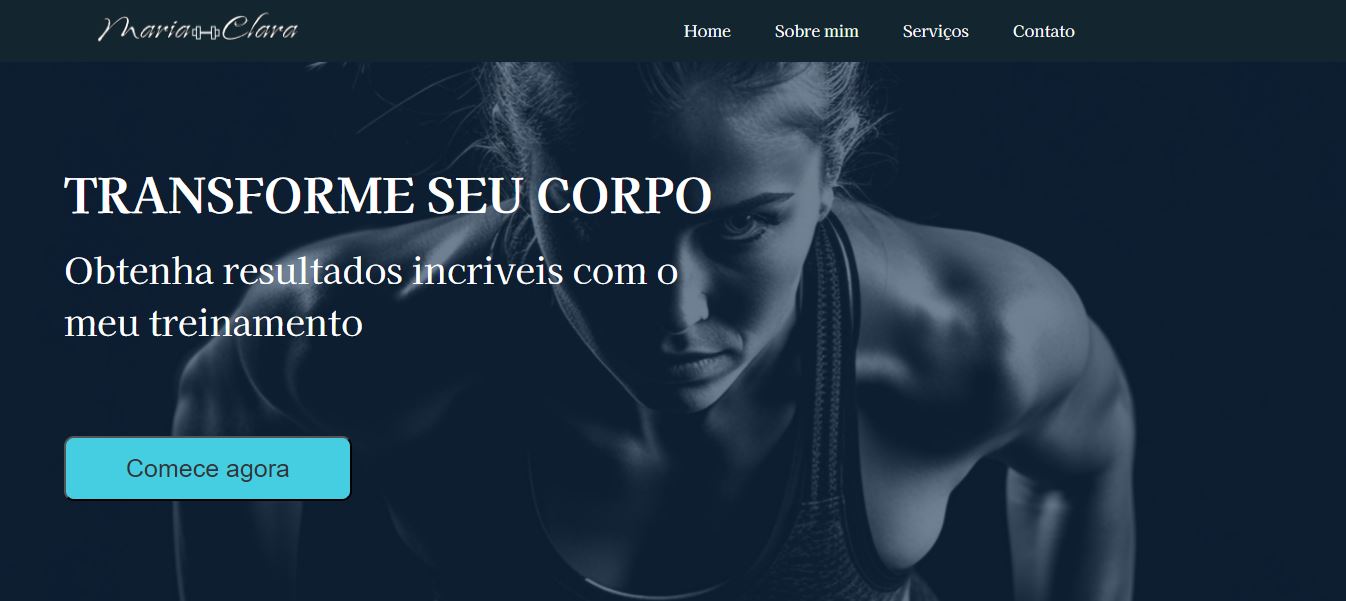 Maria Clara
Home Sobre mim Serviços Contato
TRANSFORME SEU CORPO
Obtenha resultados incriveis com o
meu treinamento
Comece agora